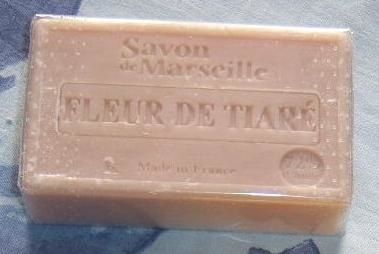 Savon
de Marseille
FLEUR DE TIARÉ
Made in France